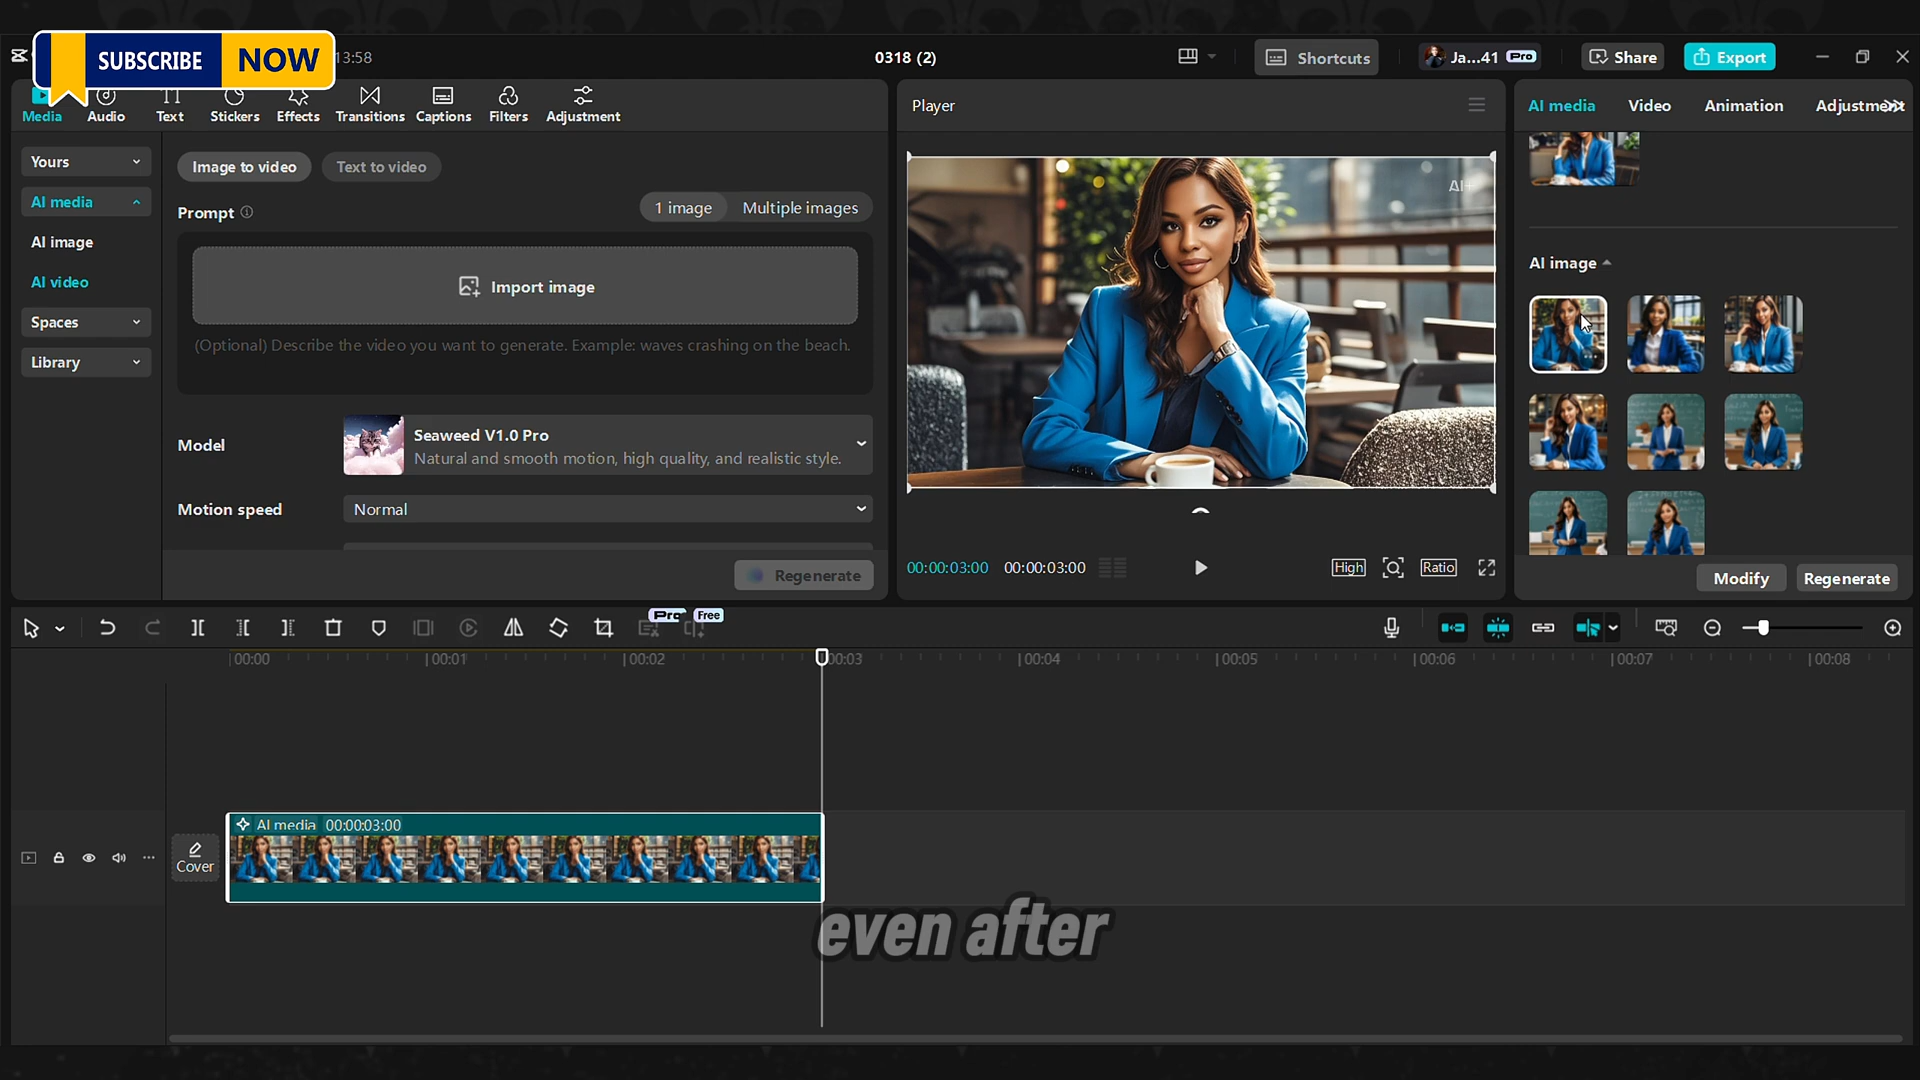 SUBSCRIBE NOW
13:58
0318 (2)
Shortcuts
Ja...41 Pro
Share
Export
Media
Audio
Text
Stickers
Effects
Transitions
Captions
Filters
Adjustment
Yours
AI media
AI image
AI video
Spaces
Library
Image to video
Text to video
Prompt
1 image
Multiple images
Import image
(Optional) Describe the video you want to generate. Example: waves crashing on the beach.
Model
Seaweed V1.0 Pro
Natural and smooth motion, high quality, and realistic style.
Motion speed
Normal
Regenerate
Player
AI
00:00:03:00
00:00:03:00
High
Ratio
AI media
Video
Animation
Adjustment
AI image
Modify
Regenerate
Pro
Free
00:00
00:01
00:02
00:03
00:04
00:05
00:06
00:07
00:08
Cover
AI media 00:00:03:00
even after